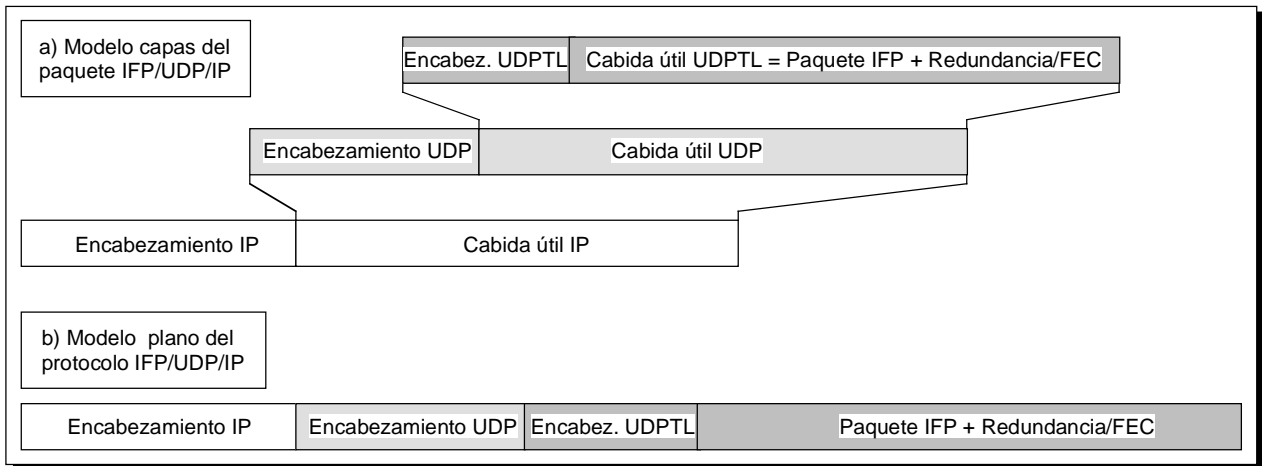 a) Modelo capas del
paquete IFP/UDP/IP
Encabez. UDPTL
Cabida útil UDPTL = Paquete IFP + Redundancia/FEC
Encabezamiento UDP
Cabida útil UDP
Encabezamiento IP
Cabida útil IP
b) Modelo plano del
protocolo IFP/UDP/IP
Encabezamiento IP
Encabezamiento UDP
Encabez. UDPTL
Paquete IFP + Redundancia/FEC